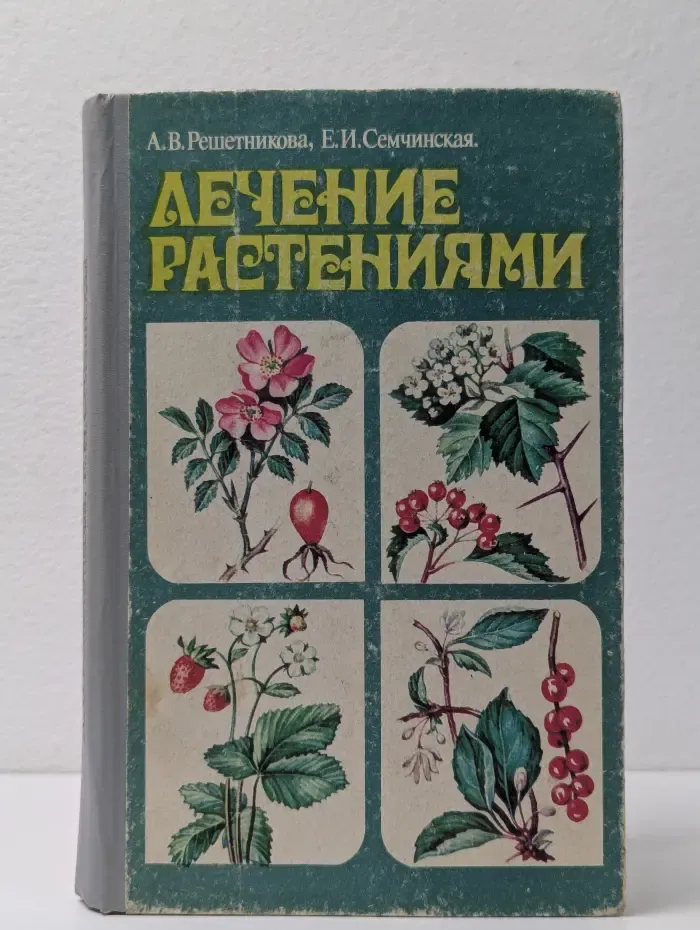 А.В.Решетникова, Е.И.Семчинская.
ЛЕЧЕНИЕ
РАСТЕНИЯМИ